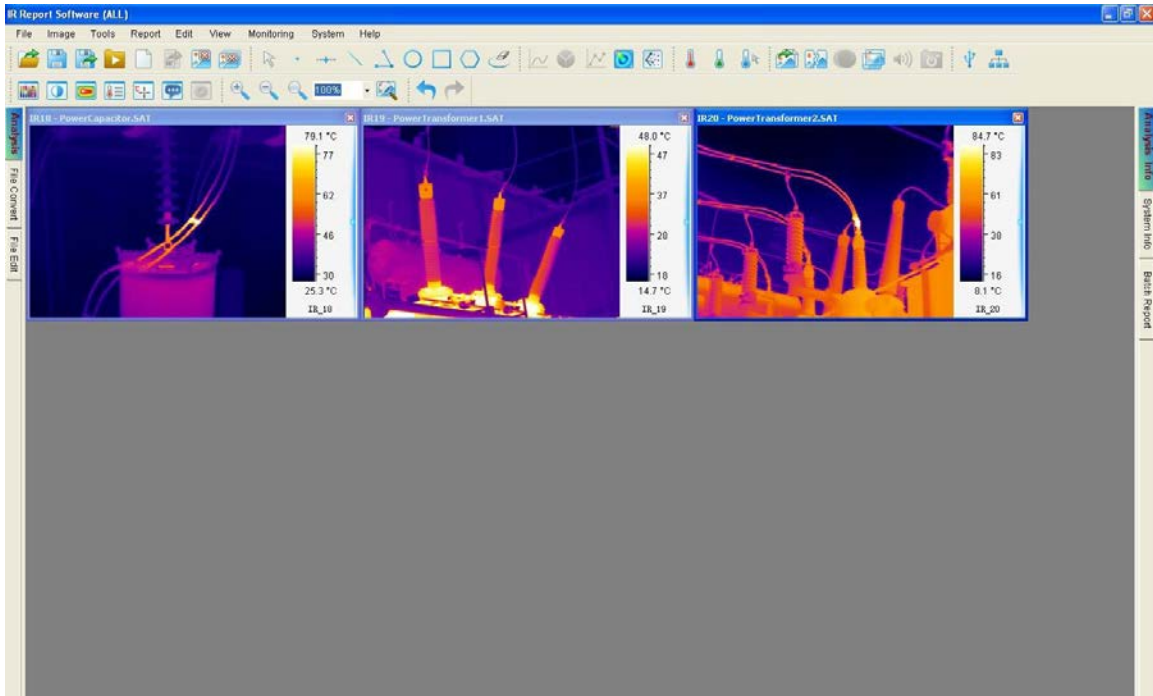 IR Report Software (ALL)
File Image Tools Report Edit View Monitoring System Help
100%
Analysis
File Convert
File Edit
IR18 - PowerCapacitor.SAT
79.1 °C
77
62
46
30
25.3 °C
IR_18
IR19 - PowerTransformer1.SAT
48.0 °C
47
37
28
18
14.7 °C
IR_19
IR20 - PowerTransformer2.SAT
84.7 °C
83
61
38
16
8.1 °C
IR_20
Analysis Info
System Info
Batch Report